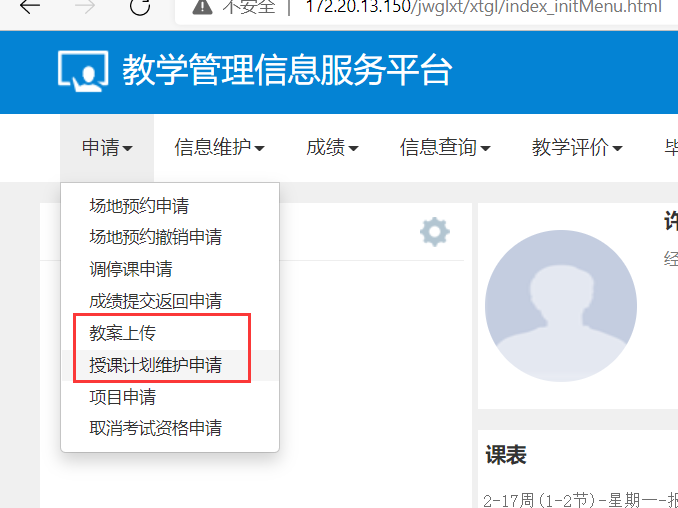 不安全 | 172.20.13.150/jwglxt/xtgl/index_initMenu.html
教学管理信息服务平台
申请 信息维护 成绩 信息查询 教学评价
场地预约申请
场地预约撤销申请
调停课申请
成绩提交返回申请
教案上传
授课计划维护申请
项目申请
取消考试资格申请
许
经
课表
2-17周(1-2节)-星期一-报